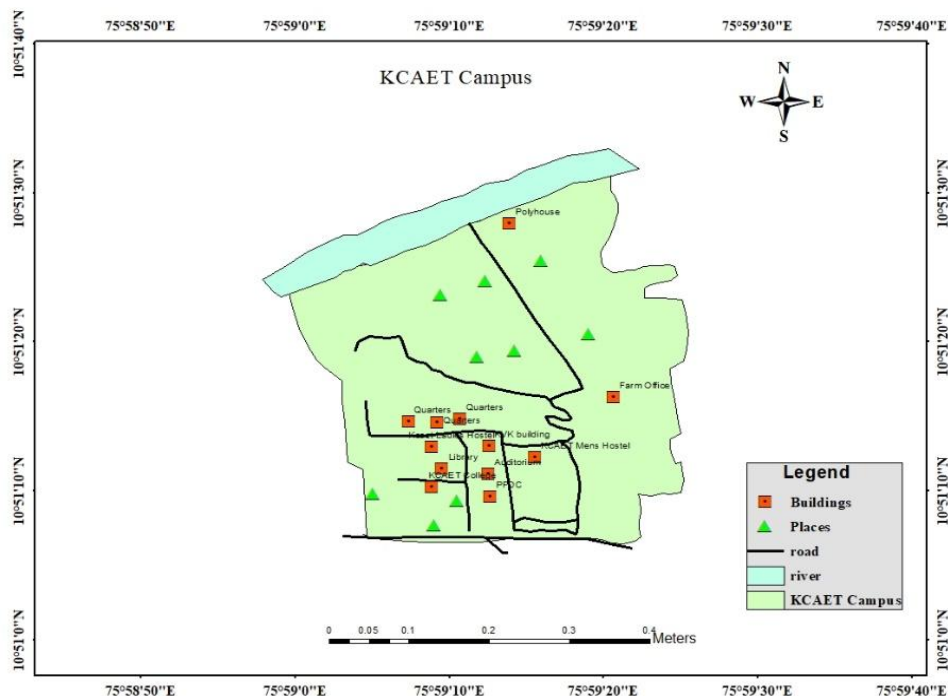 75°58'50"E 75°59'0"E 75°59'10"E 75°59'20"E 75°59'30"E 75°59'40"E
10°51'40"N 10°51'40"N
KCAET Campus
N
W E
S
10°51'30"N 10°51'30"N
Polyhouse
10°51'20"N 10°51'20"N
Farm Office
Quarters Quarters
Quarters
Ladies Hostel building
KCAET Mens Hostel
Library Auditorium
KCAET College
10°51'10"N 10°51'10"N
Legend
Buildings
Places
road
river
KCAET Campus
0 0.05 0.1 0.2 0.3 0.4
Meters
10°51'0"N 10°51'0"N
75°58'50"E 75°59'0"E 75°59'10"E 75°59'20"E 75°59'30"E 75°59'40"E